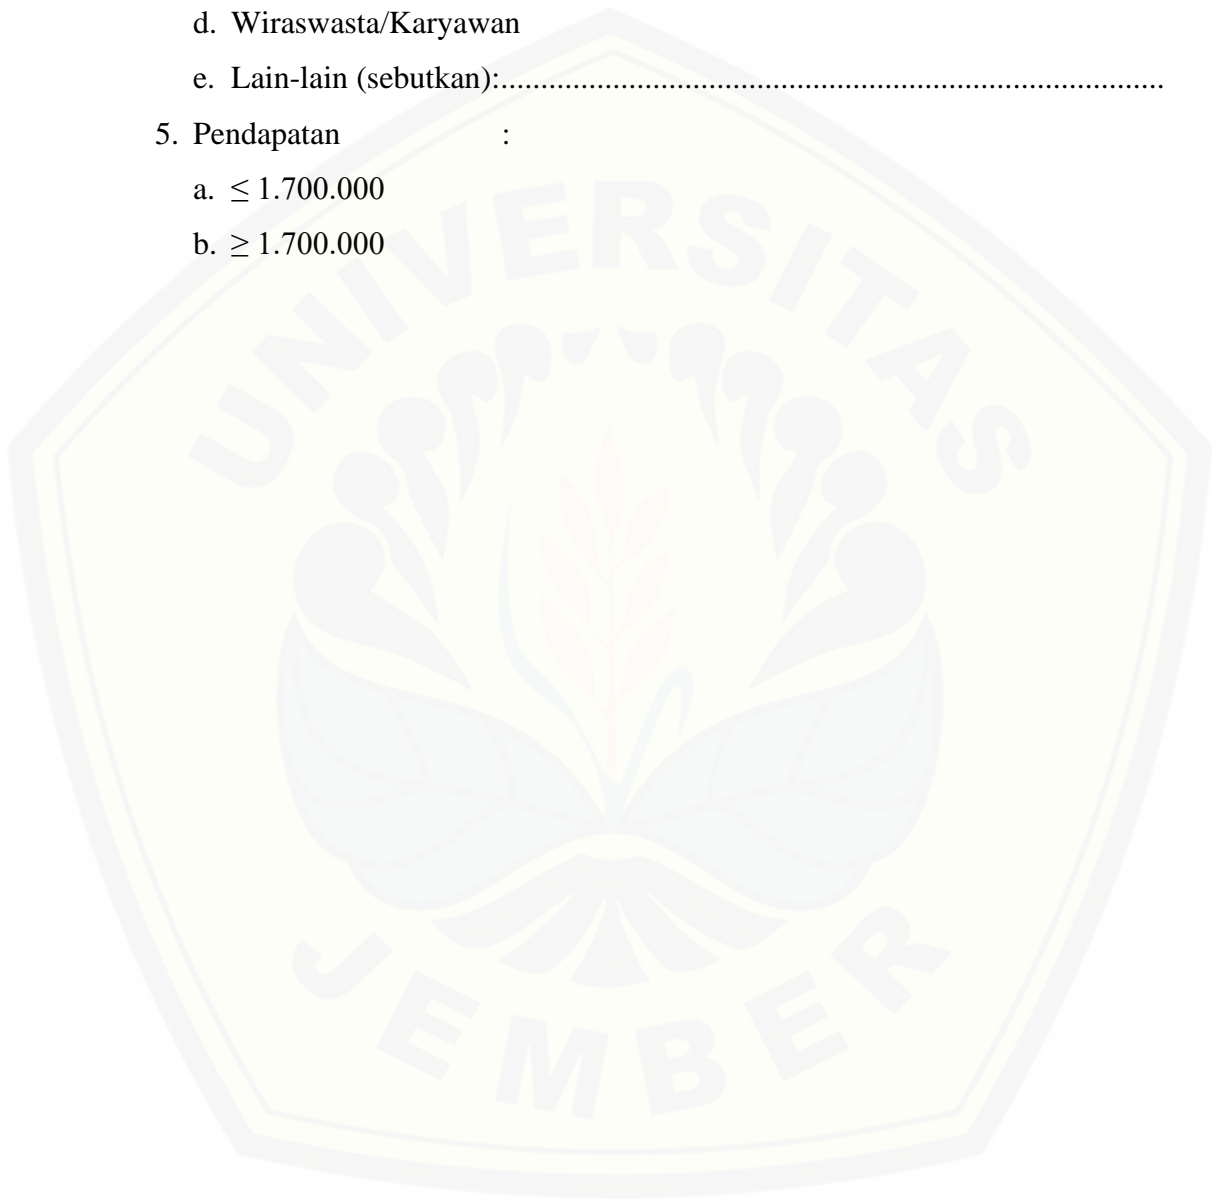 d. Wiraswasta/Karyawan
e. Lain-lain (sebutkan):...................................................................................
5. Pendapatan :
a. ≤ 1.700.000
b. ≥ 1.700.000
UNIVERSITAS
JEMBER